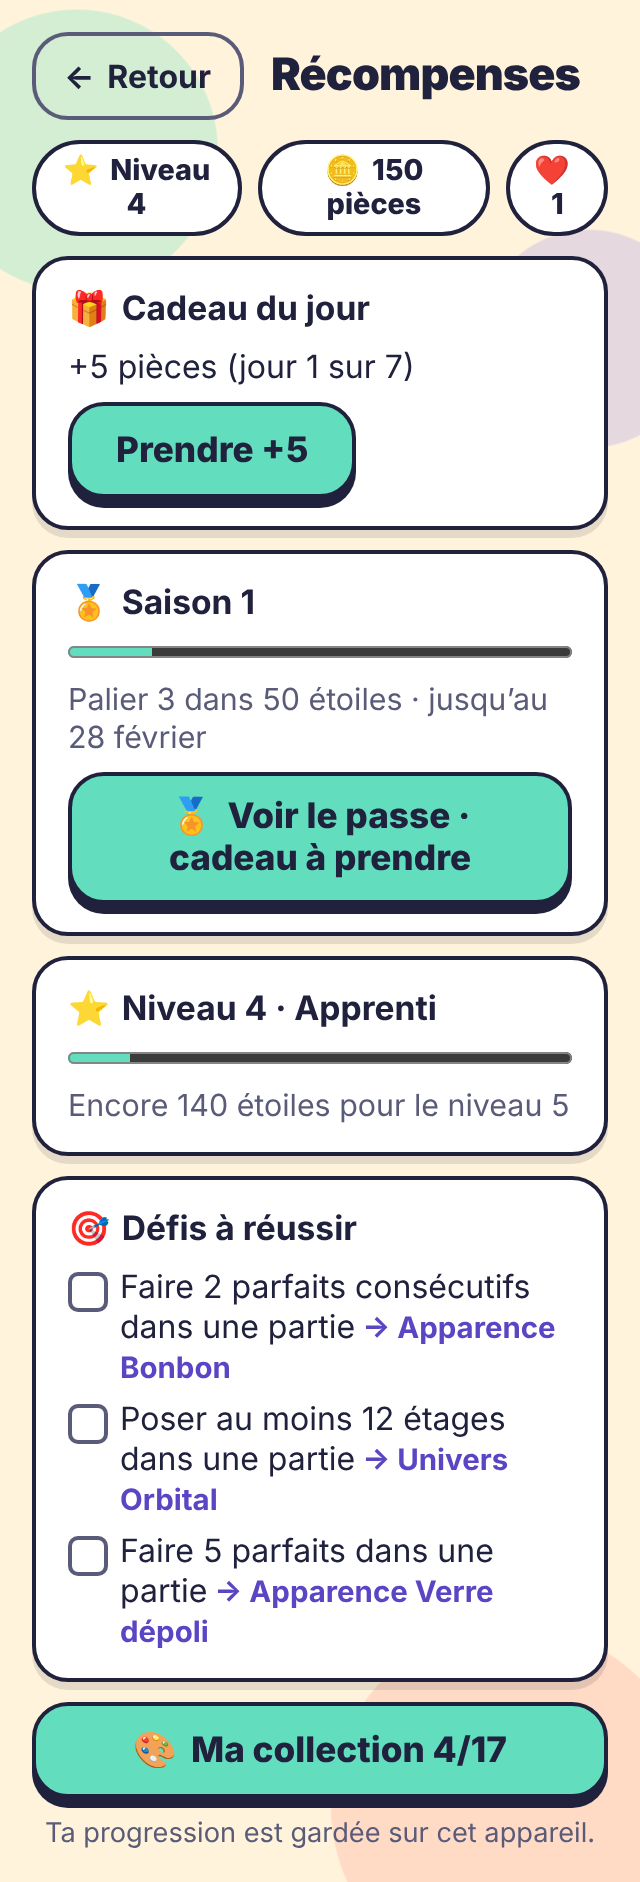 ← Retour
Récompenses
⭐ Niveau
4
🪙 150
pièces
❤️
1
🎁 Cadeau du jour
+5 pièces (jour 1 sur 7)
Prendre +5
🏅 Saison 1
Palier 3 dans 50 étoiles · jusqu’au
28 février
🏅 Voir le passe ·
cadeau à prendre
⭐ Niveau 4 · Apprenti
Encore 140 étoiles pour le niveau 5
🎯 Défis à réussir
Faire 2 parfaits consécutifs
dans une partie → Apparence
Bonbon
Poser au moins 12 étages
dans une partie → Univers
Orbital
Faire 5 parfaits dans une
partie → Apparence Verre
dépoli
🎨 Ma collection 4/17
Ta progression est gardée sur cet appareil.